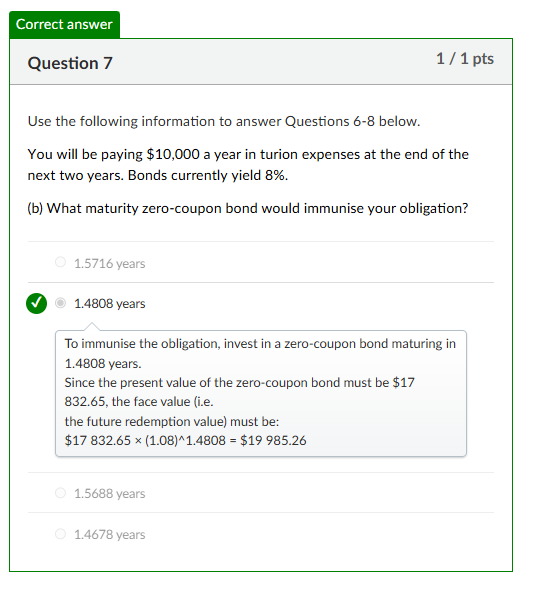 Correct answer
Question 7
1 / 1 pts
Use the following information to answer Questions 6-8 below.
You will be paying $10,000 a year in turion expenses at the end of the
next two years. Bonds currently yield 8%.
(b) What maturity zero-coupon bond would immunise your obligation?
1.5716 years
1.4808 years
To immunise the obligation, invest in a zero-coupon bond maturing in
1.4808 years.
Since the present value of the zero-coupon bond must be $17
832.65, the face value (i.e.
the future redemption value) must be:
$17 832.65 × (1.08)^1.4808 = $19 985.26
1.5688 years
1.4678 years